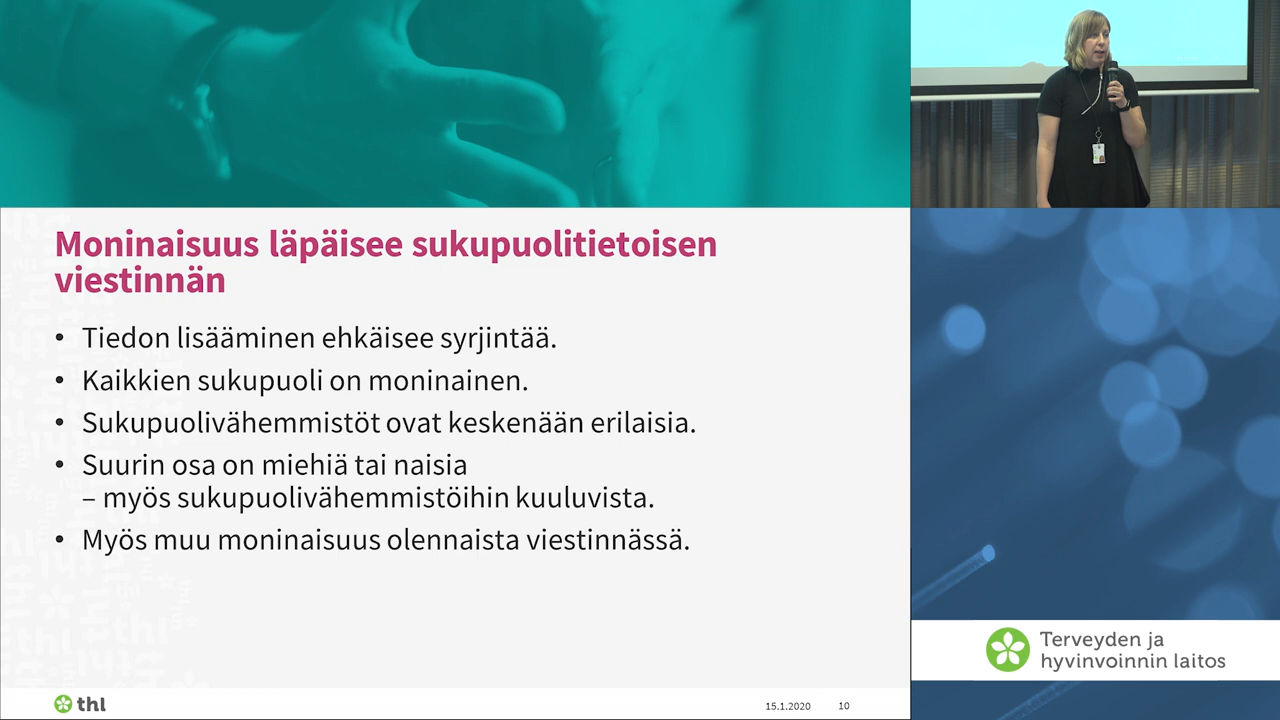 Moninaisuus läpäisee sukupuolitietoisen
viestinnän
• Tiedon lisääminen ehkäisee syrjintää.
• Kaikkien sukupuoli on moninainen.
• Sukupuolivähemmistöt ovat keskenään erilaisia.
• Suurin osa on miehiä tai naisia
– myös sukupuolivähemmistöihin kuuluvista.
• Myös muu moninaisuus olennaista viestinnässä.
thl
15.1.2020 10
Terveyden ja
hyvinvoinnin laitos